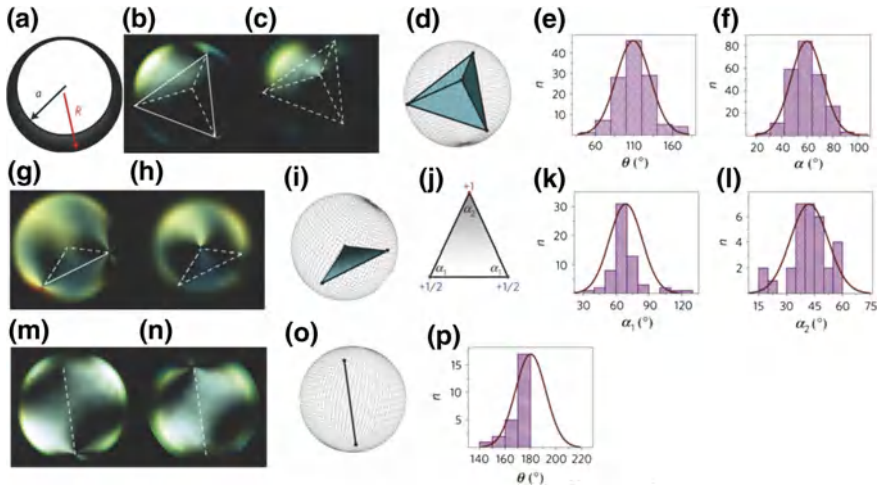 (a)
(b)
(c)
(d)
(e)
(f)
a
R
n
40
30
20
10
60
110
160
θ (°)
n
80
60
40
20
20
40
60
80
100
α (°)
(g)
(h)
(i)
(j)
(k)
(l)
+1
α₂
α₁
α₁
+1/2
+1/2
n
30
20
10
30
60
90
120
α₁ (°)
n
6
4
2
15
30
45
60
75
α₂ (°)
(m)
(n)
(o)
(p)
n
15
10
5
140
160
180
200
220
θ (°)